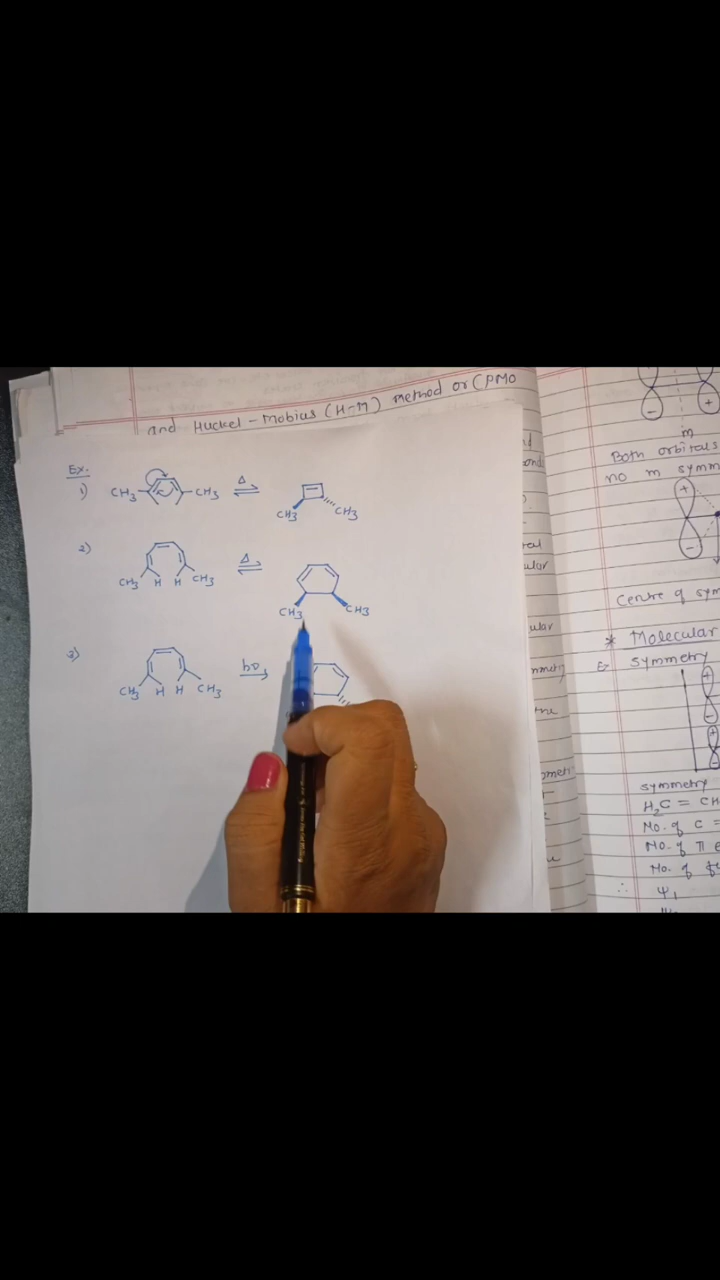 and Huckel-Mobius (H-M) method or (PMO
Ex.
1) CH3 CH3 Δ CH3 CH3
2) CH3 H H CH3 Δ CH3 CH3
3) CH3 H H CH3 hν
m
Both orbitals
no m symm
Centre of sym
* Molecular
symmetry
symmetry
H2C = CH
No. of C =
No. of π e
No. of
∴ Ψ1